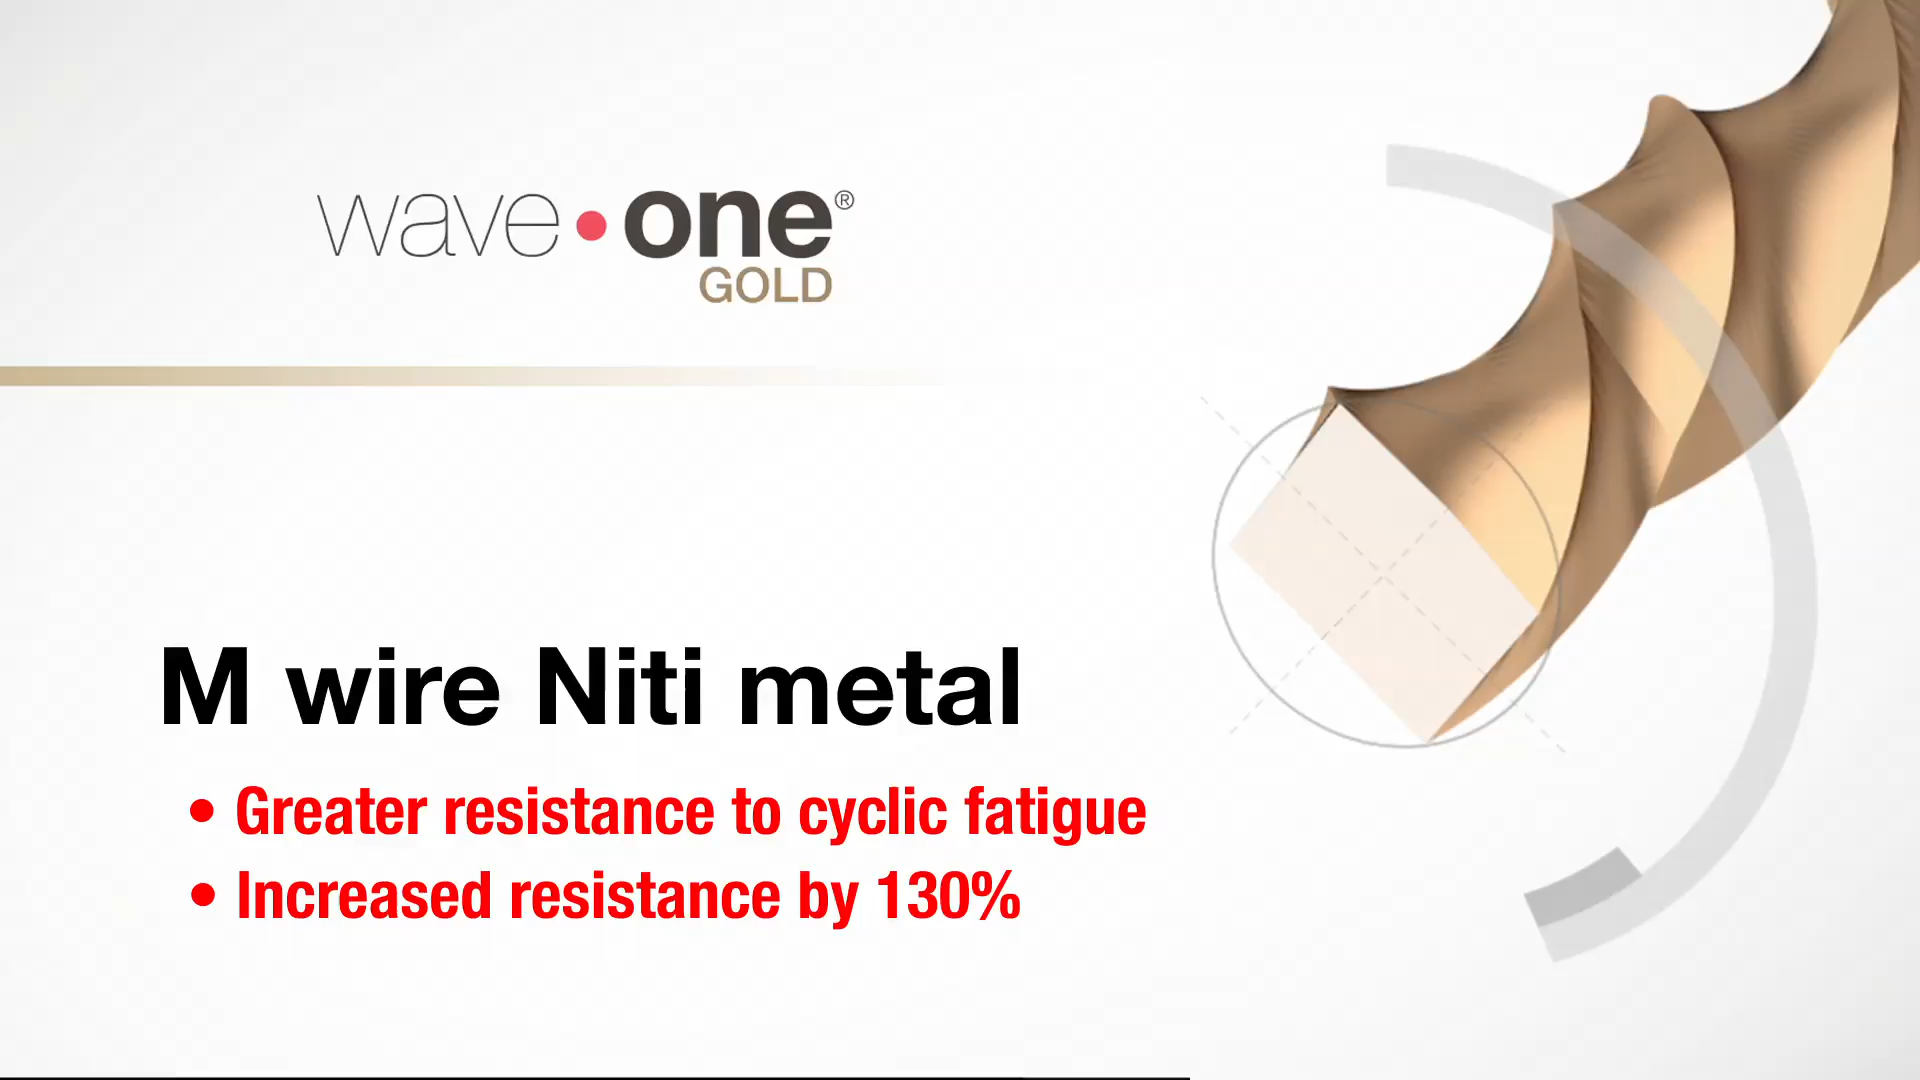 wave•one®
GOLD
M wire Niti metal
• Greater resistance to cyclic fatigue
• Increased resistance by 130%